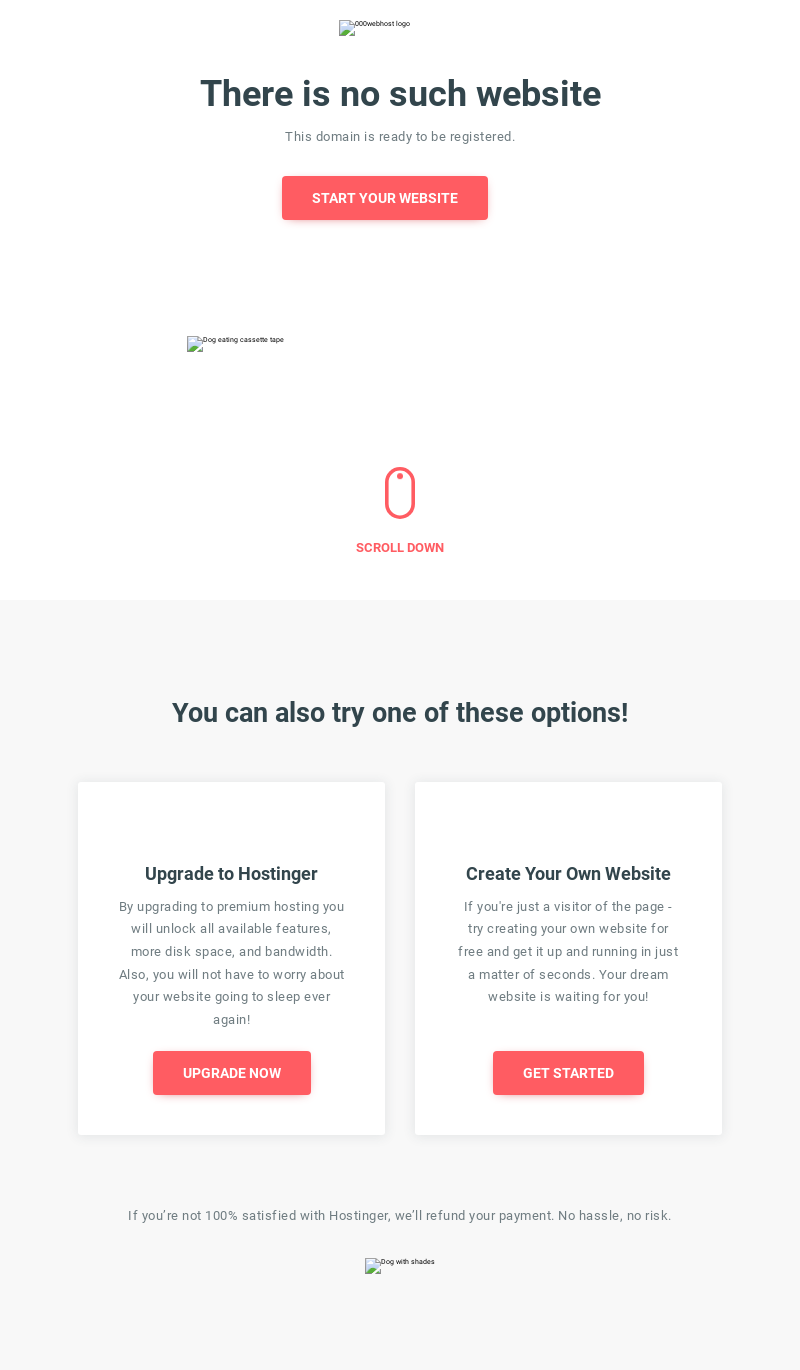 000webhost logo
There is no such website
This domain is ready to be registered.
START YOUR WEBSITE
Dog eating cassette tape
SCROLL DOWN
You can also try one of these options!
Upgrade to Hostinger
By upgrading to premium hosting you
will unlock all available features,
more disk space, and bandwidth.
Also, you will not have to worry about
your website going to sleep ever
again!
UPGRADE NOW
Create Your Own Website
If you're just a visitor of the page -
try creating your own website for
free and get it up and running in just
a matter of seconds. Your dream
website is waiting for you!
GET STARTED
If you’re not 100% satisfied with Hostinger, we’ll refund your payment. No hassle, no risk.
Dog with shades